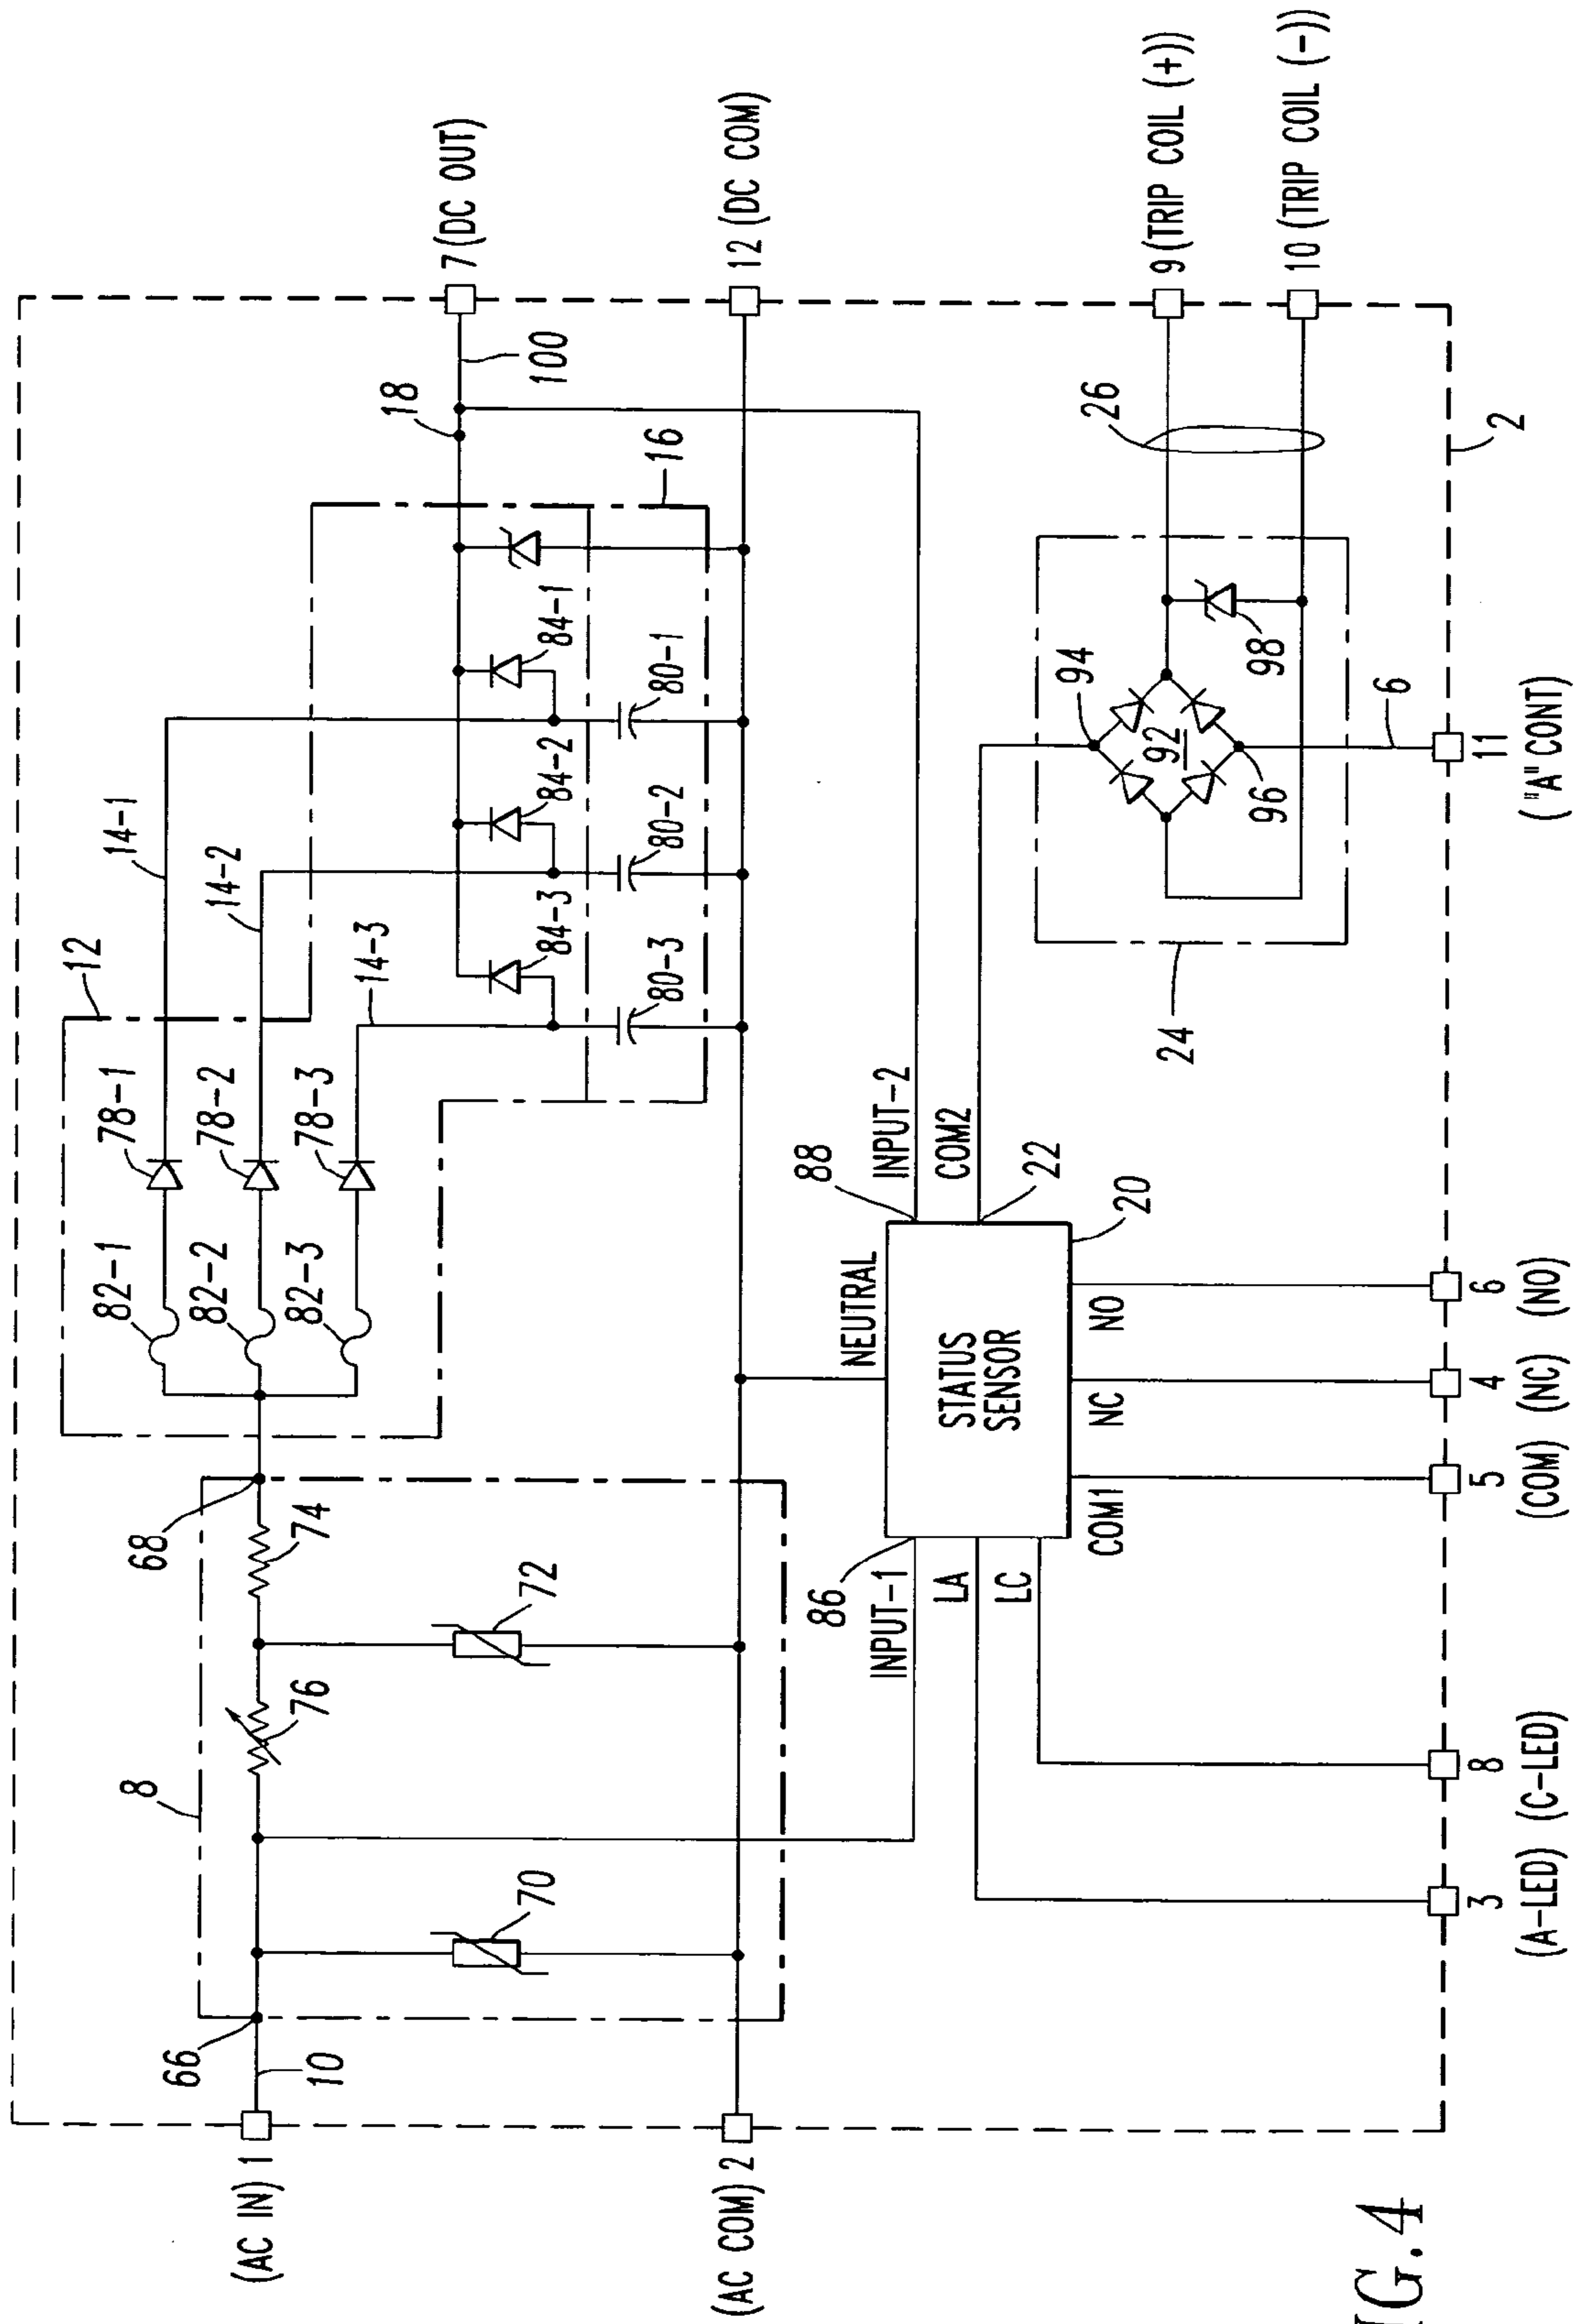 (AC IN) 1
66
10
8
76
68
74
70
72
(AC COM) 2
12
82-1
78-1
82-2
78-2
82-3
78-3
14-1
14-2
14-3
84-3
84-2
84-1
80-3
80-2
80-1
16
18
100
7 (DC OUT)
12 (DC COM)
NEUTRAL
86
INPUT-1
LA
LC
STATUS
SENSOR
88
INPUT-2
COM2
22
20
COM1
NC
NO
24
94
92
96
98
26
9 (TRIP COIL (+))
10 (TRIP COIL (-))
2
6
3
(A-LED)
8
(C-LED)
5
(COM)
4
(NC)
6
(NO)
11
("A" CONT)